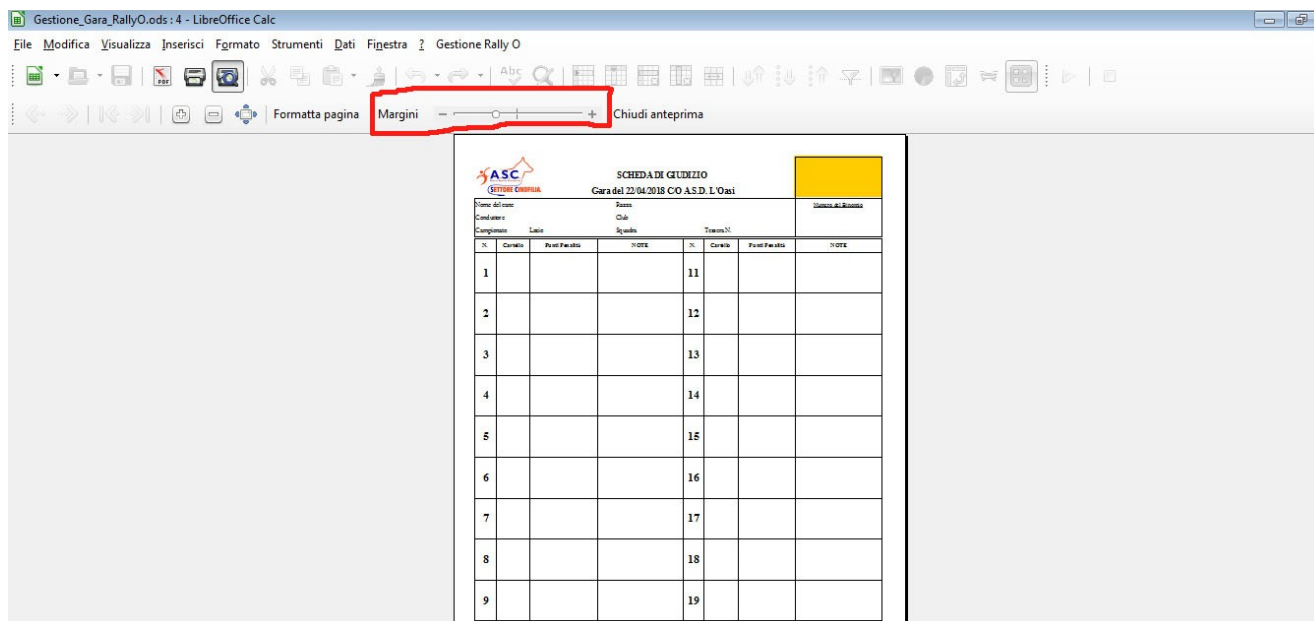 Gestione_Gara_RallyO.ods : 4 - LibreOffice Calc
File Modifica Visualizza Inserisci Formato Strumenti Dati Finestra ? Gestione Rally O
PDF Abc
Formatta pagina Margini Chiudi anteprima
ASC
SETTORE CINOFILIA
SCHEDA DI GIUDIZIO
Gara del 22/04/2018 C/O A.S.D. L'Oasi
Nome del cane Razza Numero del Binomio
Conduttore Club
Campionato Lazio Squadra Tessera N.
N. Cartello Punti Penalità NOTE N. Cartello Punti Penalità NOTE
1 11
2 12
3 13
4 14
5 15
6 16
7 17
8 18
9 19